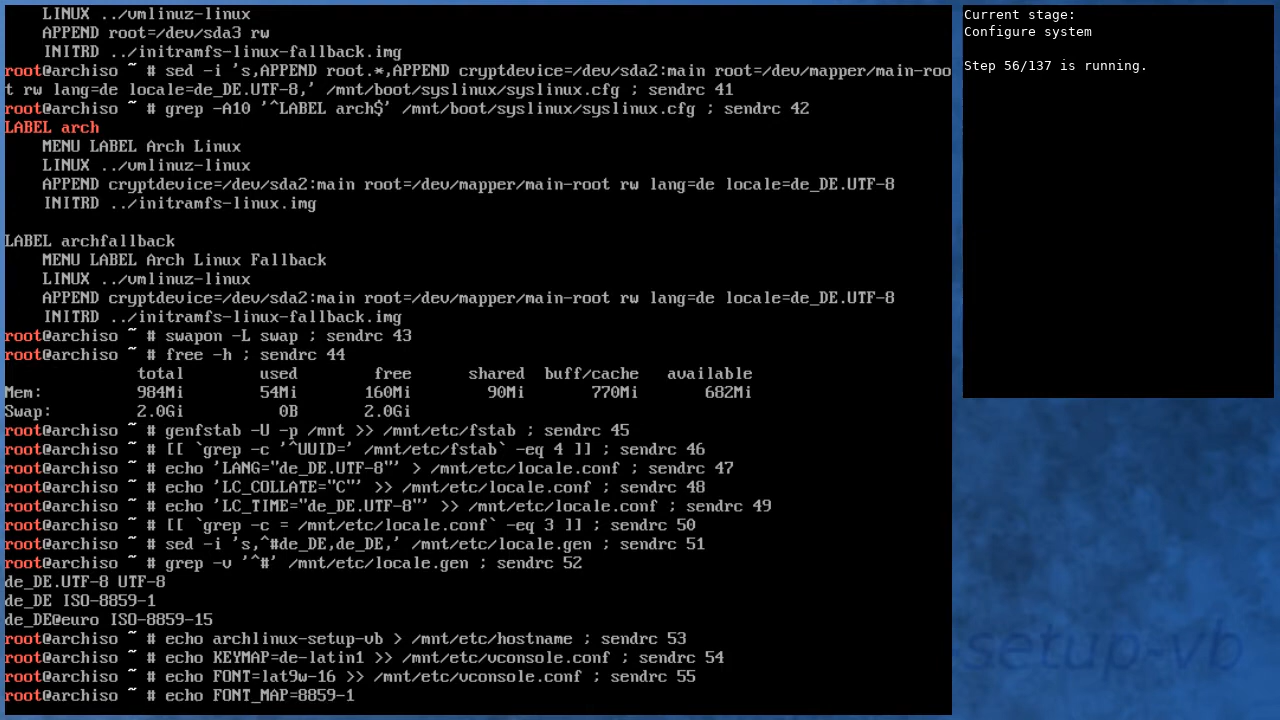 LINUX ../vmlinuz-linux
APPEND root=/dev/sda3 rw
INITRD ../initramfs-linux-fallback.img
root@archiso ~ # sed -i 's,APPEND root.*,APPEND cryptdevice=/dev/sda2:main root=/dev/mapper/main-roo
t rw lang=de locale=de_DE.UTF-8,' /mnt/boot/syslinux/syslinux.cfg ; sendrc 41
root@archiso ~ # grep -A10 '^LABEL arch$' /mnt/boot/syslinux/syslinux.cfg ; sendrc 42
LABEL arch
MENU LABEL Arch Linux
LINUX ../vmlinuz-linux
APPEND cryptdevice=/dev/sda2:main root=/dev/mapper/main-root rw lang=de locale=de_DE.UTF-8
INITRD ../initramfs-linux.img
LABEL archfallback
MENU LABEL Arch Linux Fallback
LINUX ../vmlinuz-linux
APPEND cryptdevice=/dev/sda2:main root=/dev/mapper/main-root rw lang=de locale=de_DE.UTF-8
INITRD ../initramfs-linux-fallback.img
root@archiso ~ # swapon -L swap ; sendrc 43
root@archiso ~ # free -h ; sendrc 44
total used free shared buff/cache available
Mem: 984Mi 54Mi 160Mi 90Mi 770Mi 682Mi
Swap: 2.0Gi 0B 2.0Gi
root@archiso ~ # genfstab -U -p /mnt >> /mnt/etc/fstab ; sendrc 45
root@archiso ~ # [[ `grep -c '^UUID=' /mnt/etc/fstab` -eq 4 ]] ; sendrc 46
root@archiso ~ # echo 'LANG="de_DE.UTF-8"' > /mnt/etc/locale.conf ; sendrc 47
root@archiso ~ # echo 'LC_COLLATE="C"' >> /mnt/etc/locale.conf ; sendrc 48
root@archiso ~ # echo 'LC_TIME="de_DE.UTF-8"' >> /mnt/etc/locale.conf ; sendrc 49
root@archiso ~ # [[ `grep -c = /mnt/etc/locale.conf` -eq 3 ]] ; sendrc 50
root@archiso ~ # sed -i 's,^#de_DE,de_DE,' /mnt/etc/locale.gen ; sendrc 51
root@archiso ~ # grep -v '^#' /mnt/etc/locale.gen ; sendrc 52
de_DE.UTF-8 UTF-8
de_DE ISO-8859-1
de_DE@euro ISO-8859-15
root@archiso ~ # echo archlinux-setup-vb > /mnt/etc/hostname ; sendrc 53
root@archiso ~ # echo KEYMAP=de-latin1 >> /mnt/etc/vconsole.conf ; sendrc 54
root@archiso ~ # echo FONT=lat9w-16 >> /mnt/etc/vconsole.conf ; sendrc 55
root@archiso ~ # echo FONT_MAP=8859-1
Current stage:
Configure system
Step 56/137 is running.
setup-vb